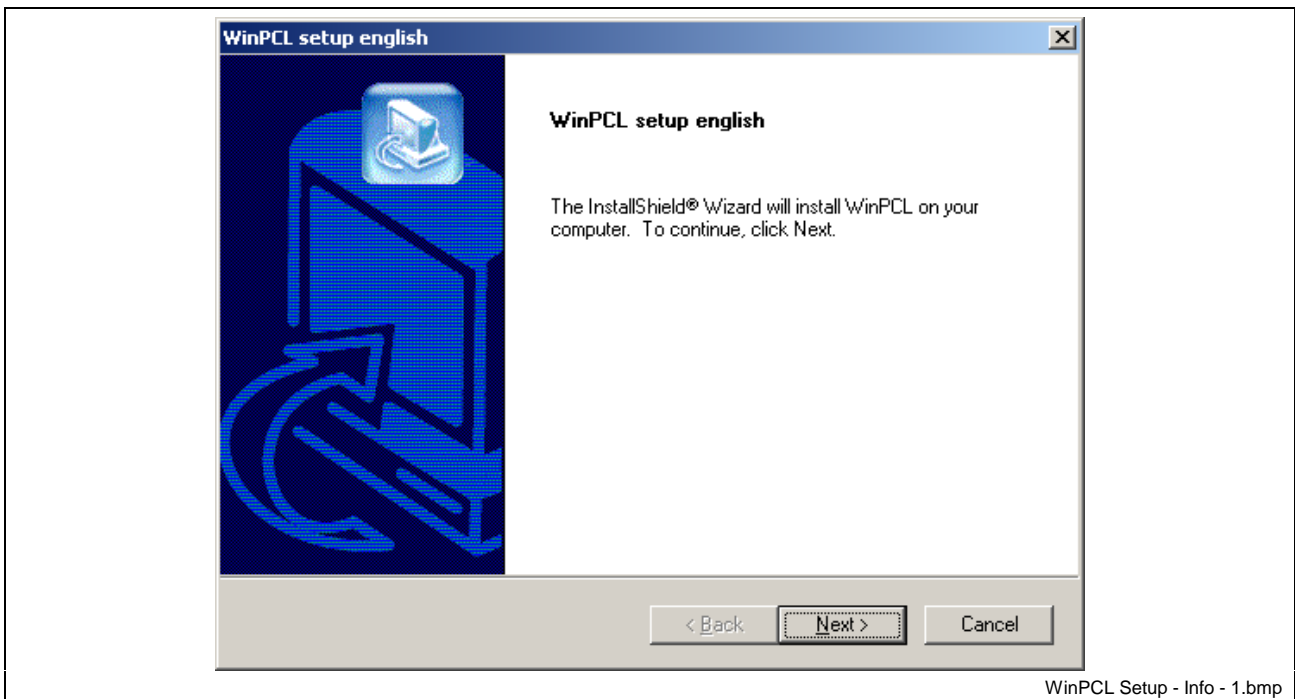 WinPCL setup english
WinPCL setup english
The InstallShield® Wizard will install WinPCL on your
computer. To continue, click Next.
< Back
Next >
Cancel
WinPCL Setup - Info - 1.bmp